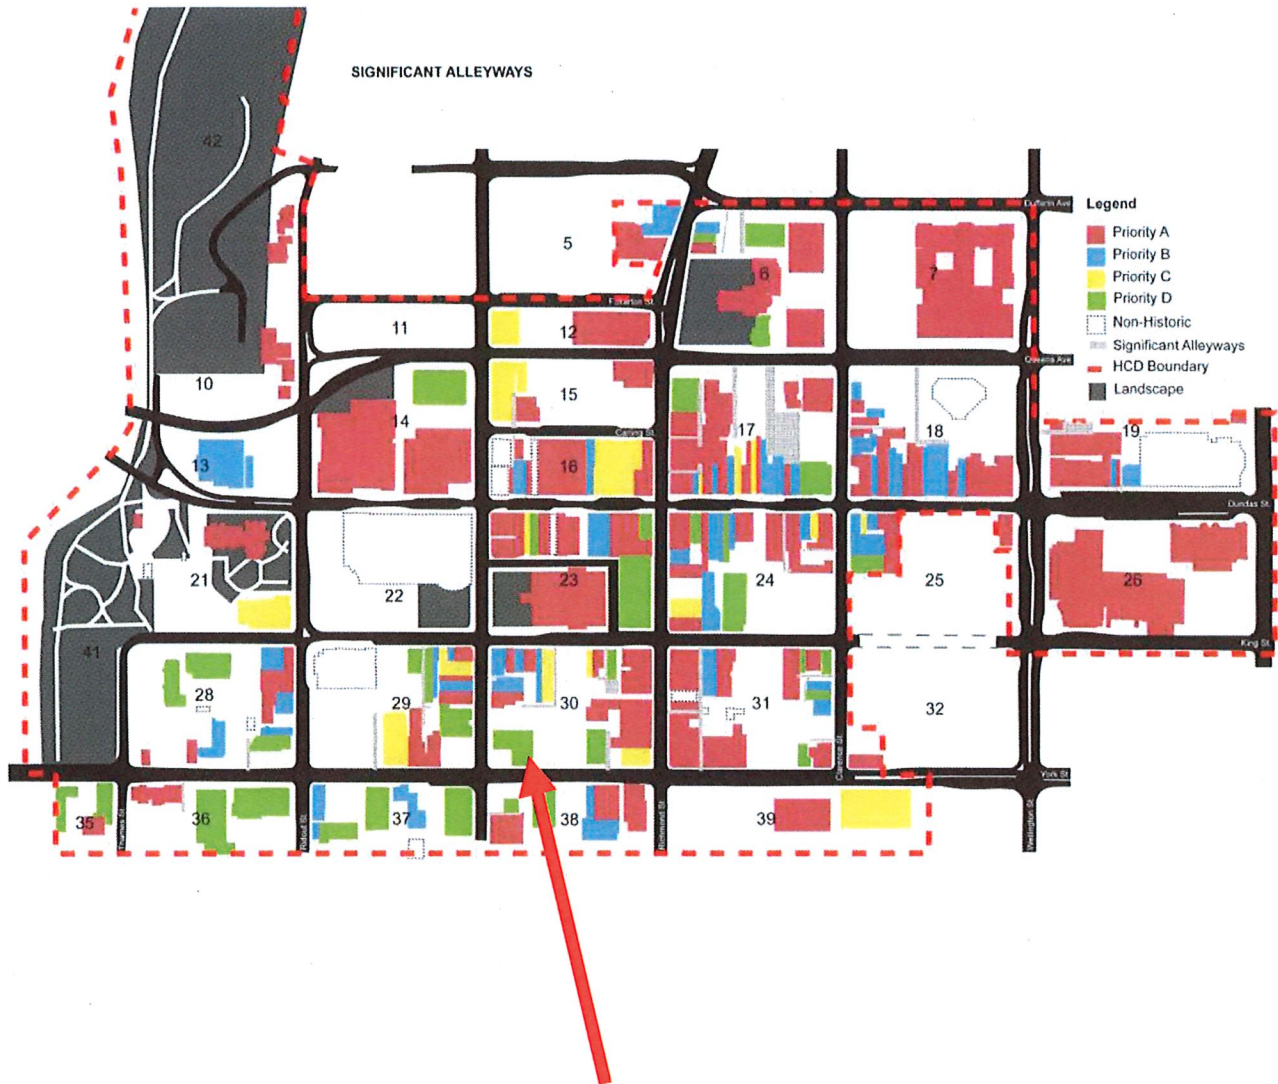 SIGNIFICANT ALLEYWAYS
42
Dufferin Ave
Legend
Priority A
Priority B
Priority C
Priority D
Non-Historic
Significant Alleyways
HCD Boundary
Landscape
5
6
7
Fullarton St.
11
12
Queens Ave
10
15
14
Carling St.
17
18
19
13
16
Dundas St.
21
22
23
24
25
26
King St.
41
28
29
30
31
32
Clarence St.
York St
35
Thames St
36
Ridout St.
37
38
Richmond St
39
Wellington St